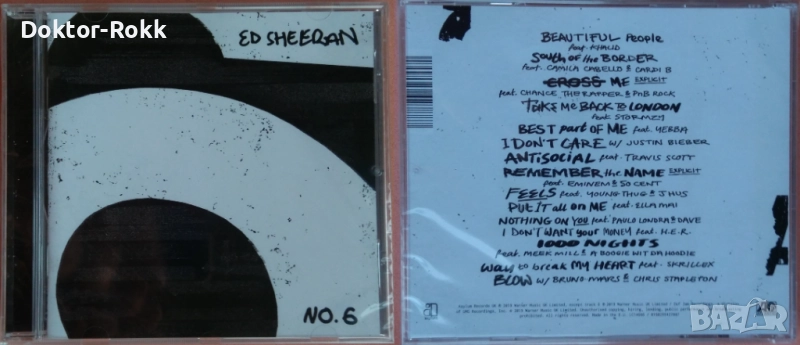 Doktor-Rokk
ED SHEERAN
NO.6
BEAUTIFUL People
feat. KHALID
South of the BORDER
feat. CAMILA CABELLO & CARDI B
CROSS ME EXPLICIT
feat. CHANCE THE RAPPER & PnB ROCK
TAKE ME BACK TO LONDON
feat. STORMZY
BEST part OF ME feat. YEBBA
I DON'T CARE w/ JUSTIN BIEBER
ANTISOCIAL feat. TRAVIS SCOTT
REMEMBER the NAME EXPLICIT
feat. EMINEM & 50 CENT
FEELS feat. YOUNG THUG & J HUS
PUT IT all on ME feat. ELLA MAI
NOTHING ON YOU feat. PAULO LONDRA & DAVE
I DON'T WANT your MONEY feat. H.E.R.
1000 NIGHTS
feat. MEEK MILL & A BOOGIE WIT DA HOODIE
WAY to break MY HEART feat. SKRILLEX
BLOW w/ BRUNO MARS & CHRIS STAPLETON
NO.6
BAZAR